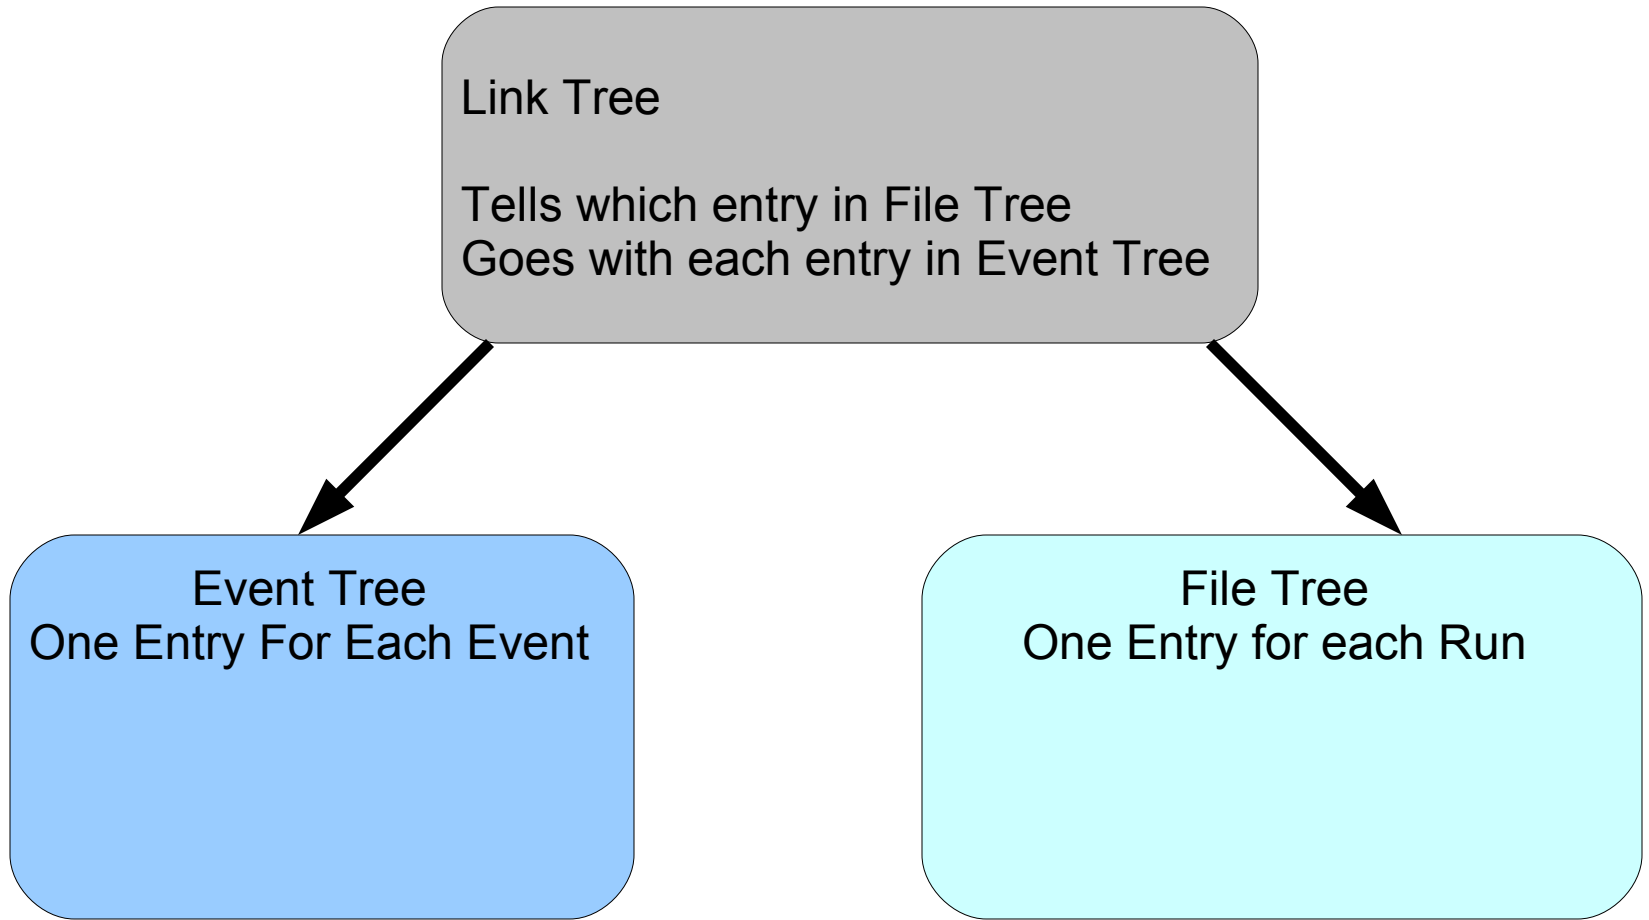 Link Tree
Tells which entry in File Tree
Goes with each entry in Event Tree
Event Tree
One Entry For Each Event
File Tree
One Entry for each Run